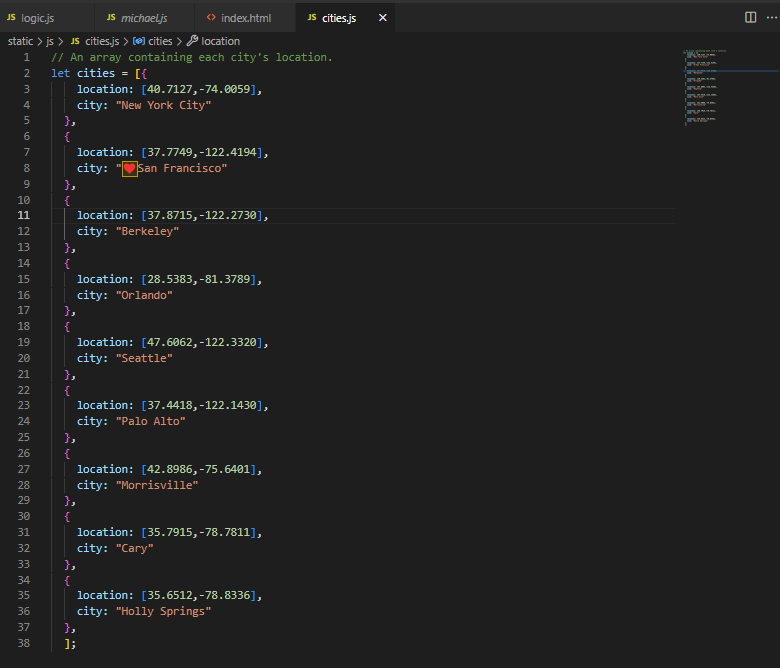 JS logic.js JS michael.js <> index.html JS cities.js ×
static > js > JS cities.js > cities > location
1 // An array containing each city's location.
2 let cities = [{
3 location: [40.7127,-74.0059],
4 city: "New York City"
5 },
6 {
7 location: [37.7749,-122.4194],
8 city: "❤️San Francisco"
9 },
10 {
11 location: [37.8715,-122.2730],
12 city: "Berkeley"
13 },
14 {
15 location: [28.5383,-81.3789],
16 city: "Orlando"
17 },
18 {
19 location: [47.6062,-122.3320],
20 city: "Seattle"
21 },
22 {
23 location: [37.4418,-122.1430],
24 city: "Palo Alto"
25 },
26 {
27 location: [42.8986,-75.6401],
28 city: "Morrisville"
29 },
30 {
31 location: [35.7915,-78.7811],
32 city: "Cary"
33 },
34 {
35 location: [35.6512,-78.8336],
36 city: "Holly Springs"
37 },
38 ];